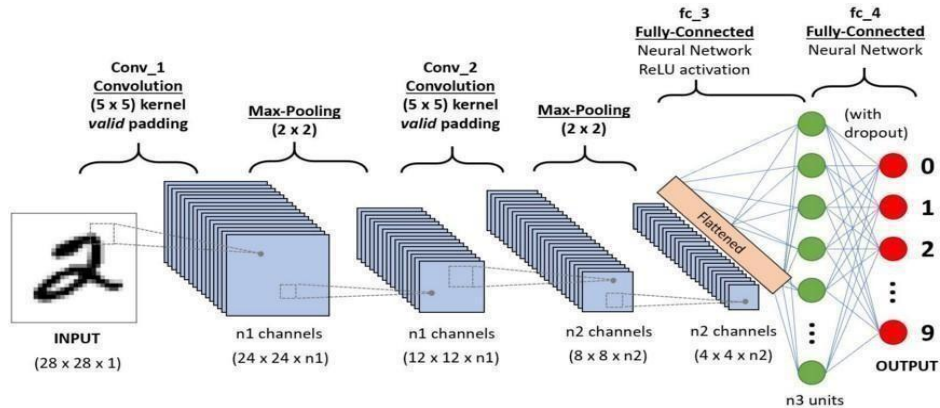 Conv_1
Convolution
(5 x 5) kernel
valid padding
Max-Pooling
(2 x 2)
Conv_2
Convolution
(5 x 5) kernel
valid padding
Max-Pooling
(2 x 2)
fc_3
Fully-Connected
Neural Network
ReLU activation
fc_4
Fully-Connected
Neural Network
(with
dropout)
Flattened
2
0
1
2
9
INPUT
(28 x 28 x 1)
n1 channels
(24 x 24 x n1)
n1 channels
(12 x 12 x n1)
n2 channels
(8 x 8 x n2)
n2 channels
(4 x 4 x n2)
n3 units
OUTPUT